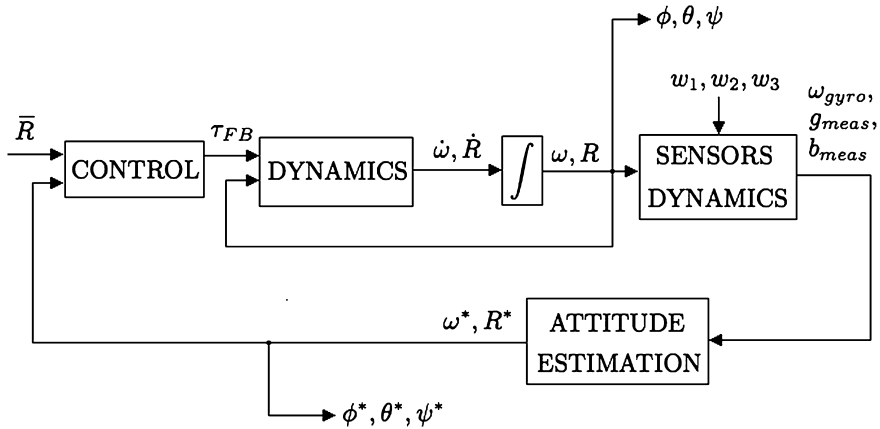 ϕ, θ, ψ
w₁, w₂, w₃
R̅
τ_FB
ω̇, Ṙ
ω, R
ω_gyro,
g_meas,
b_meas
CONTROL
DYNAMICS
∫
SENSORS
DYNAMICS
ω*, R*
ATTITUDE
ESTIMATION
ϕ*, θ*, ψ*